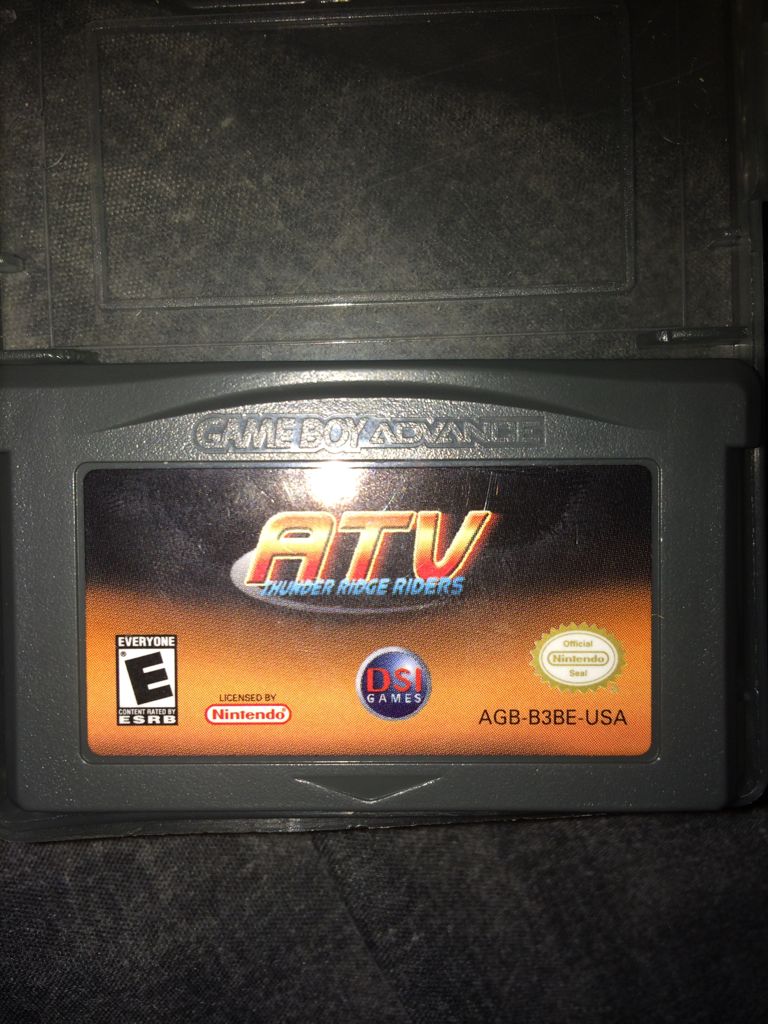 GAME BOY ADVANCE
ATV
THUNDER RIDGE RIDERS
EVERYONE
E
CONTENT RATED BY
ESRB
LICENSED BY
Nintendo
DSI
GAMES
Official
Nintendo
Seal
AGB-B3BE-USA